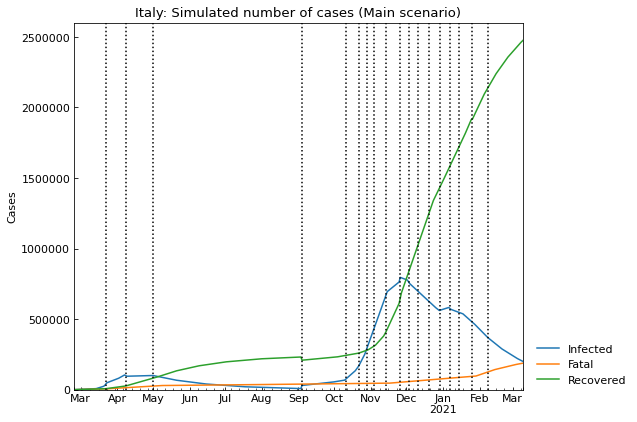 Italy: Simulated number of cases (Main scenario)
2500000
2000000
1500000
1000000
500000
0
Cases
Mar Apr May Jun Jul Aug Sep Oct Nov Dec Jan Feb Mar
2021
Infected
Fatal
Recovered